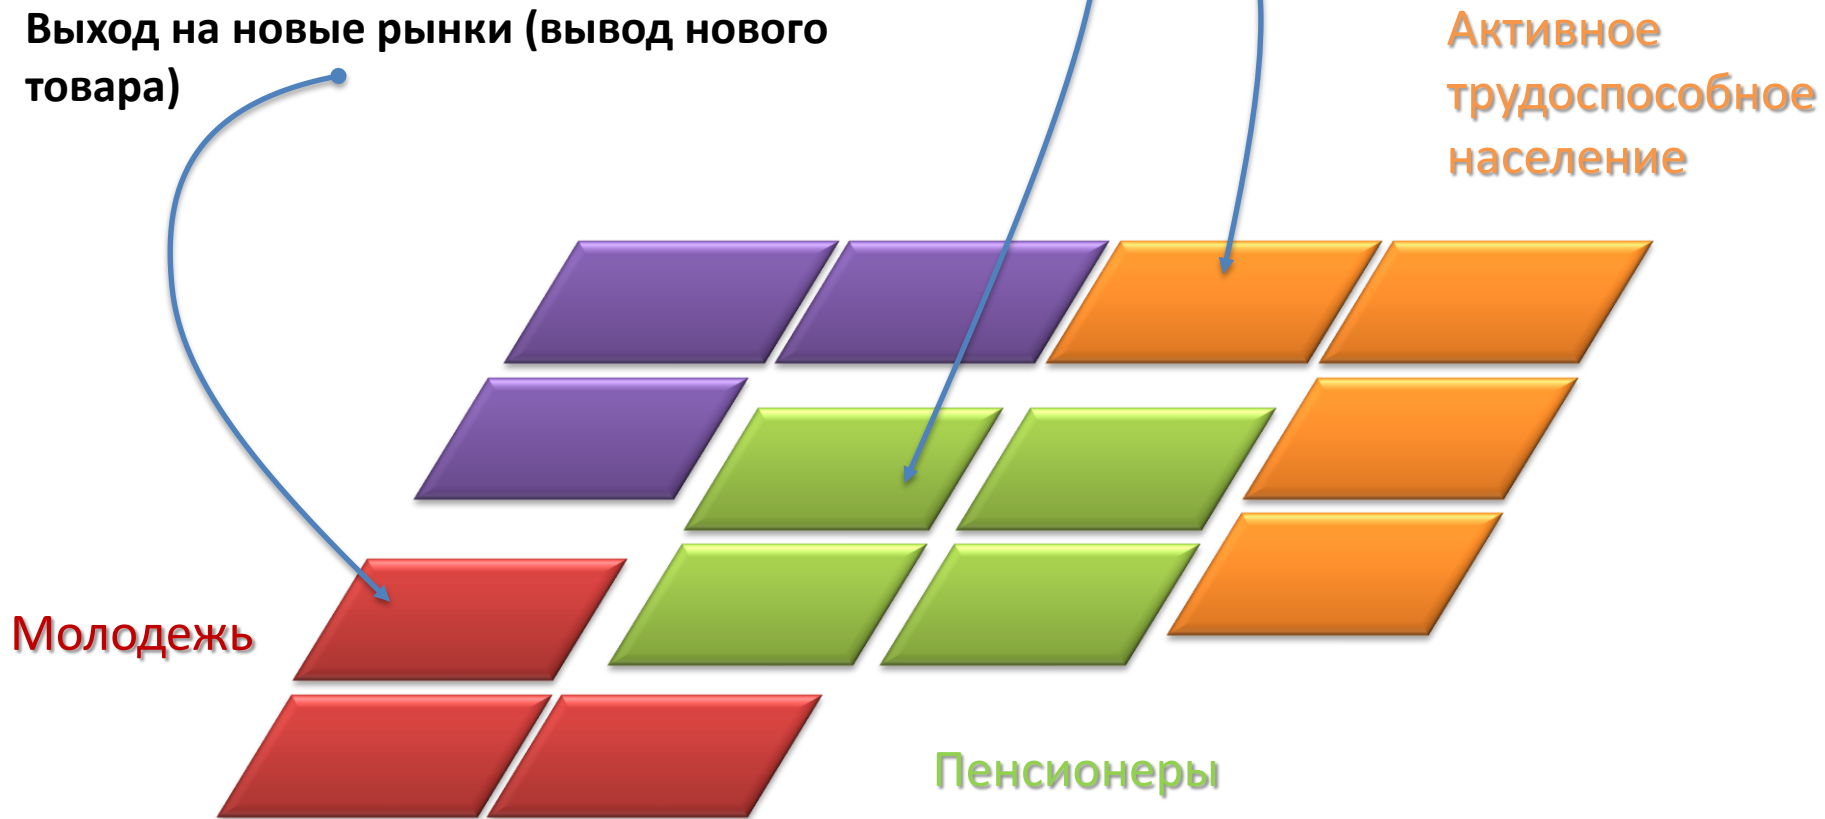 Выход на новые рынки (вывод нового
товара)
Активное
трудоспособное
население
Молодежь
Пенсионеры